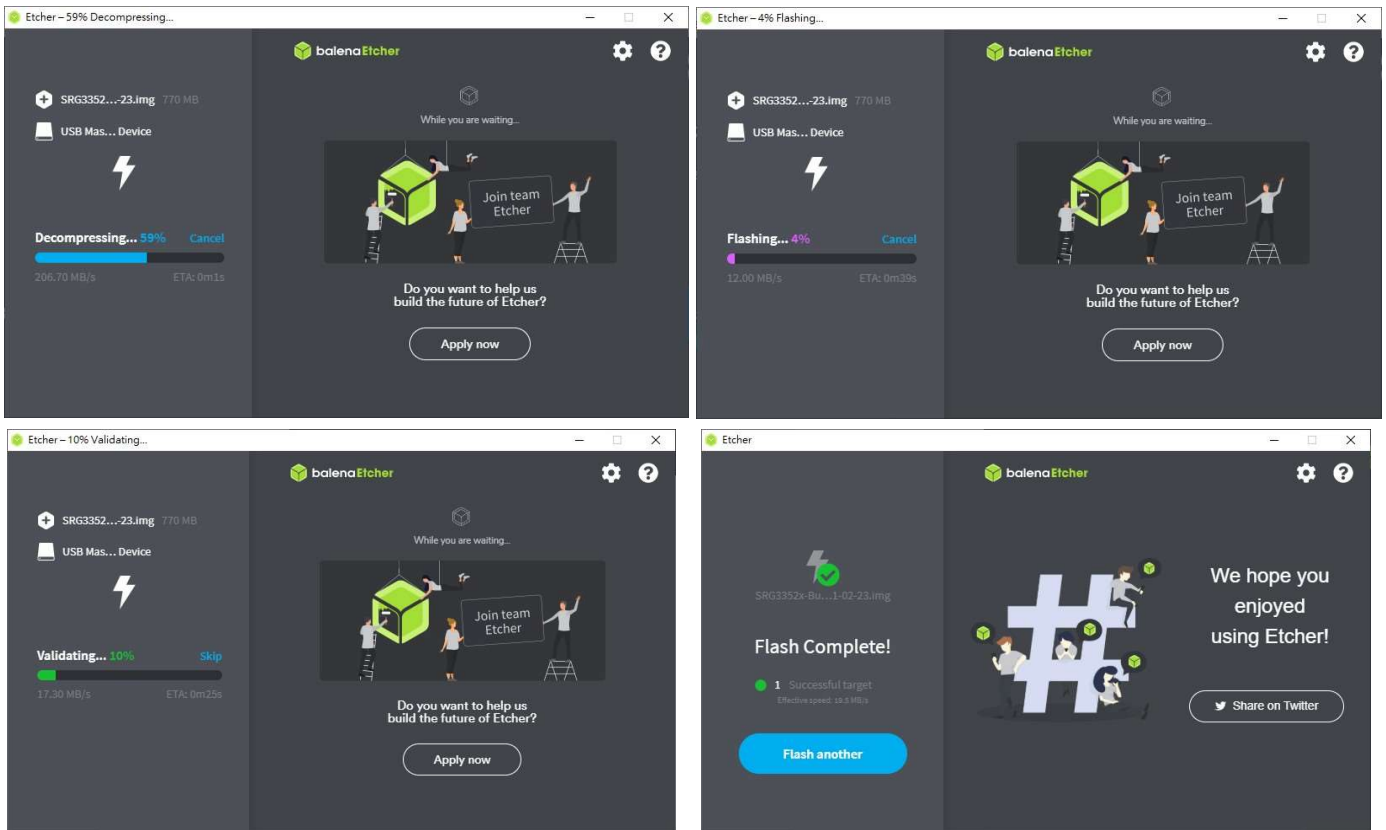 Etcher – 59% Decompressing...
balenaEtcher
SRG3352...-23.img 770 MB
USB Mas... Device
Decompressing... 59% Cancel
206.70 MB/s ETA: 0m1s
While you are waiting...
Join team
Etcher
Do you want to help us
build the future of Etcher?
Apply now
Etcher – 4% Flashing...
balenaEtcher
SRG3352...-23.img 770 MB
USB Mas... Device
Flashing... 4% Cancel
12.00 MB/s ETA: 0m39s
While you are waiting...
Join team
Etcher
Do you want to help us
build the future of Etcher?
Apply now
Etcher – 10% Validating...
balenaEtcher
SRG3352...-23.img 770 MB
USB Mas... Device
Validating... 10% Skip
17.30 MB/s ETA: 0m25s
While you are waiting...
Join team
Etcher
Do you want to help us
build the future of Etcher?
Apply now
Etcher
balenaEtcher
SRG3352x-Bu...1-02-23.img
Flash Complete!
1 Successful target
Effective speed: 19.5 MB/s
Flash another
We hope you
enjoyed
using Etcher!
Share on Twitter